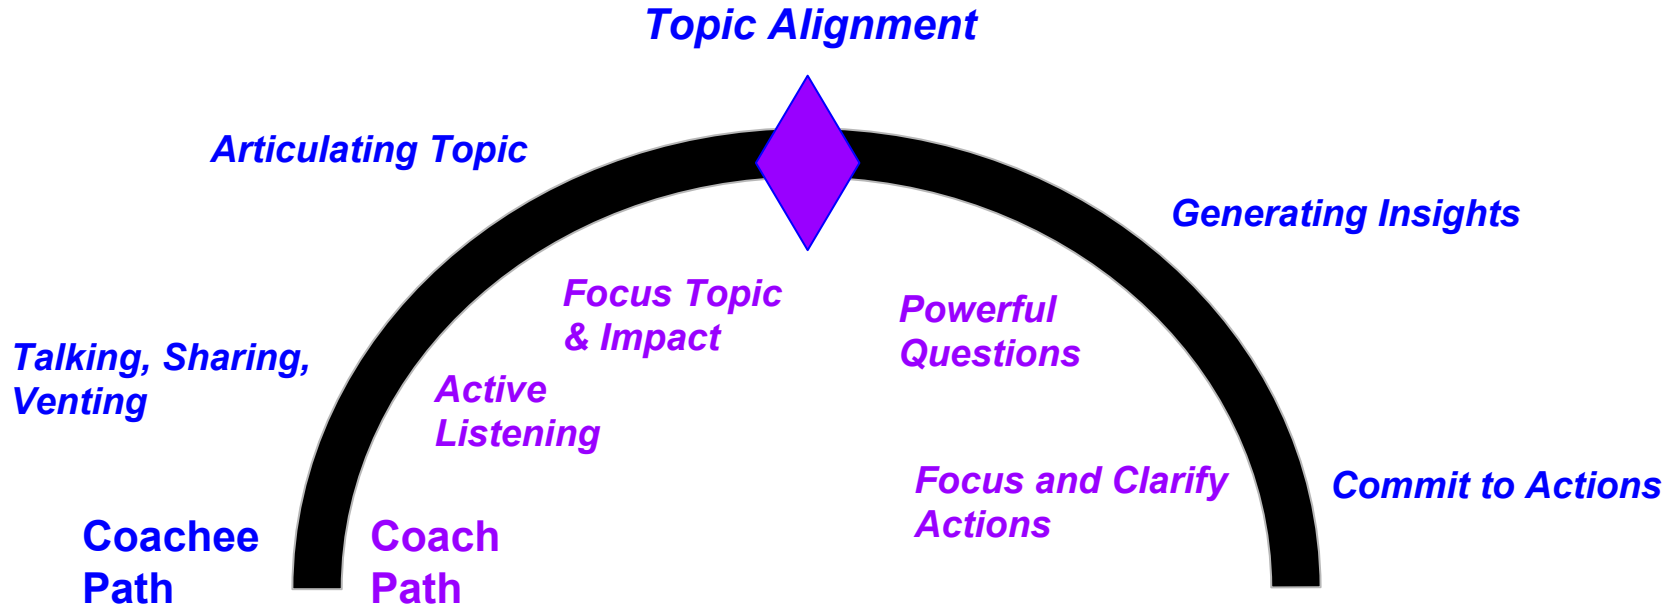 Topic Alignment
Articulating Topic
Generating Insights
Focus Topic
& Impact
Powerful
Questions
Talking, Sharing,
Venting
Active
Listening
Focus and Clarify
Actions
Commit to Actions
Coachee
Path
Coach
Path